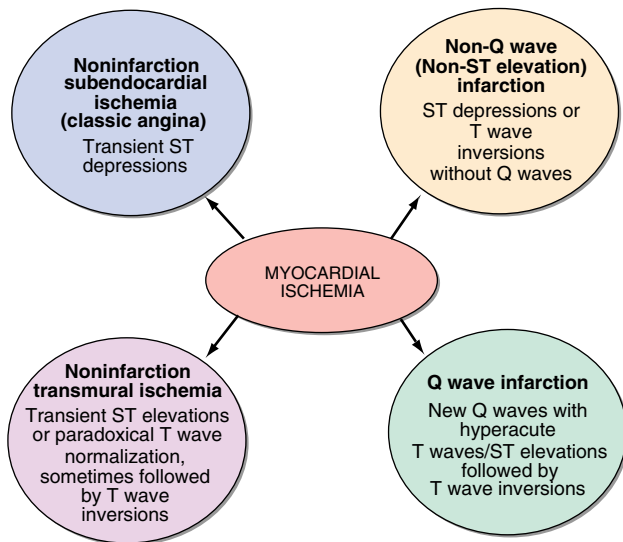 Noninfarction
subendocardial
ischemia
(classic angina)
Transient ST
depressions
Non-Q wave
(Non-ST elevation)
infarction
ST depressions or
T wave
inversions
without Q waves
MYOCARDIAL
ISCHEMIA
Noninfarction
transmural ischemia
Transient ST elevations
or paradoxical T wave
normalization,
sometimes followed
by T wave
inversions
Q wave infarction
New Q waves with
hyperacute
T waves/ST elevations
followed by
T wave inversions